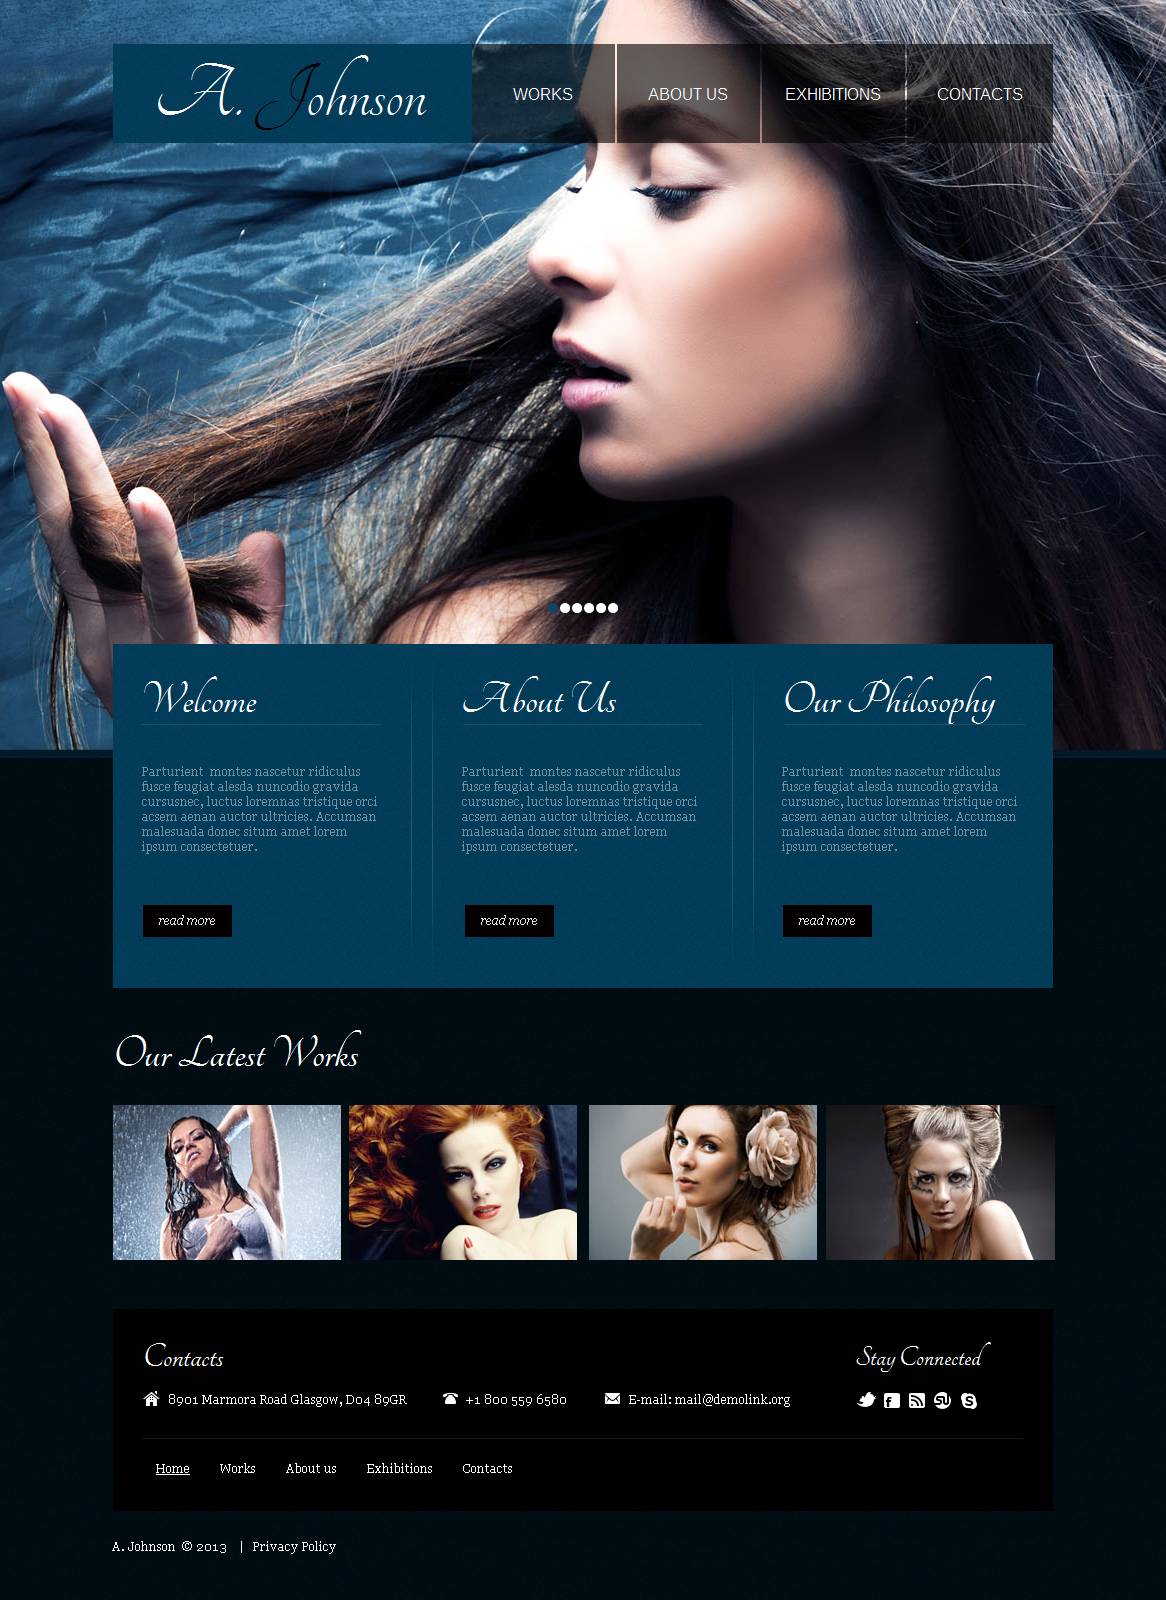 A. Johnson
WORKS
ABOUT US
EXHIBITIONS
CONTACTS
Welcome
Parturient  montes nascetur ridiculus
fusce feugiat alesda nuncodio gravida
cursusnec, luctus loremnas tristique orci
acsem aenan auctor ultricies. Accumsan
malesuada donec situm amet lorem
ipsum consectetuer.
read more
About Us
Parturient  montes nascetur ridiculus
fusce feugiat alesda nuncodio gravida
cursusnec, luctus loremnas tristique orci
acsem aenan auctor ultricies. Accumsan
malesuada donec situm amet lorem
ipsum consectetuer.
read more
Our Philosophy
Parturient  montes nascetur ridiculus
fusce feugiat alesda nuncodio gravida
cursusnec, luctus loremnas tristique orci
acsem aenan auctor ultricies. Accumsan
malesuada donec situm amet lorem
ipsum consectetuer.
read more
Our Latest Works
Contacts
8901 Marmora Road Glasgow, D04 89GR
+1 800 559 6580
E-mail: mail@demolink.org
Stay Connected
Home
Works
About us
Exhibitions
Contacts
A. Johnson © 2013 | Privacy Policy